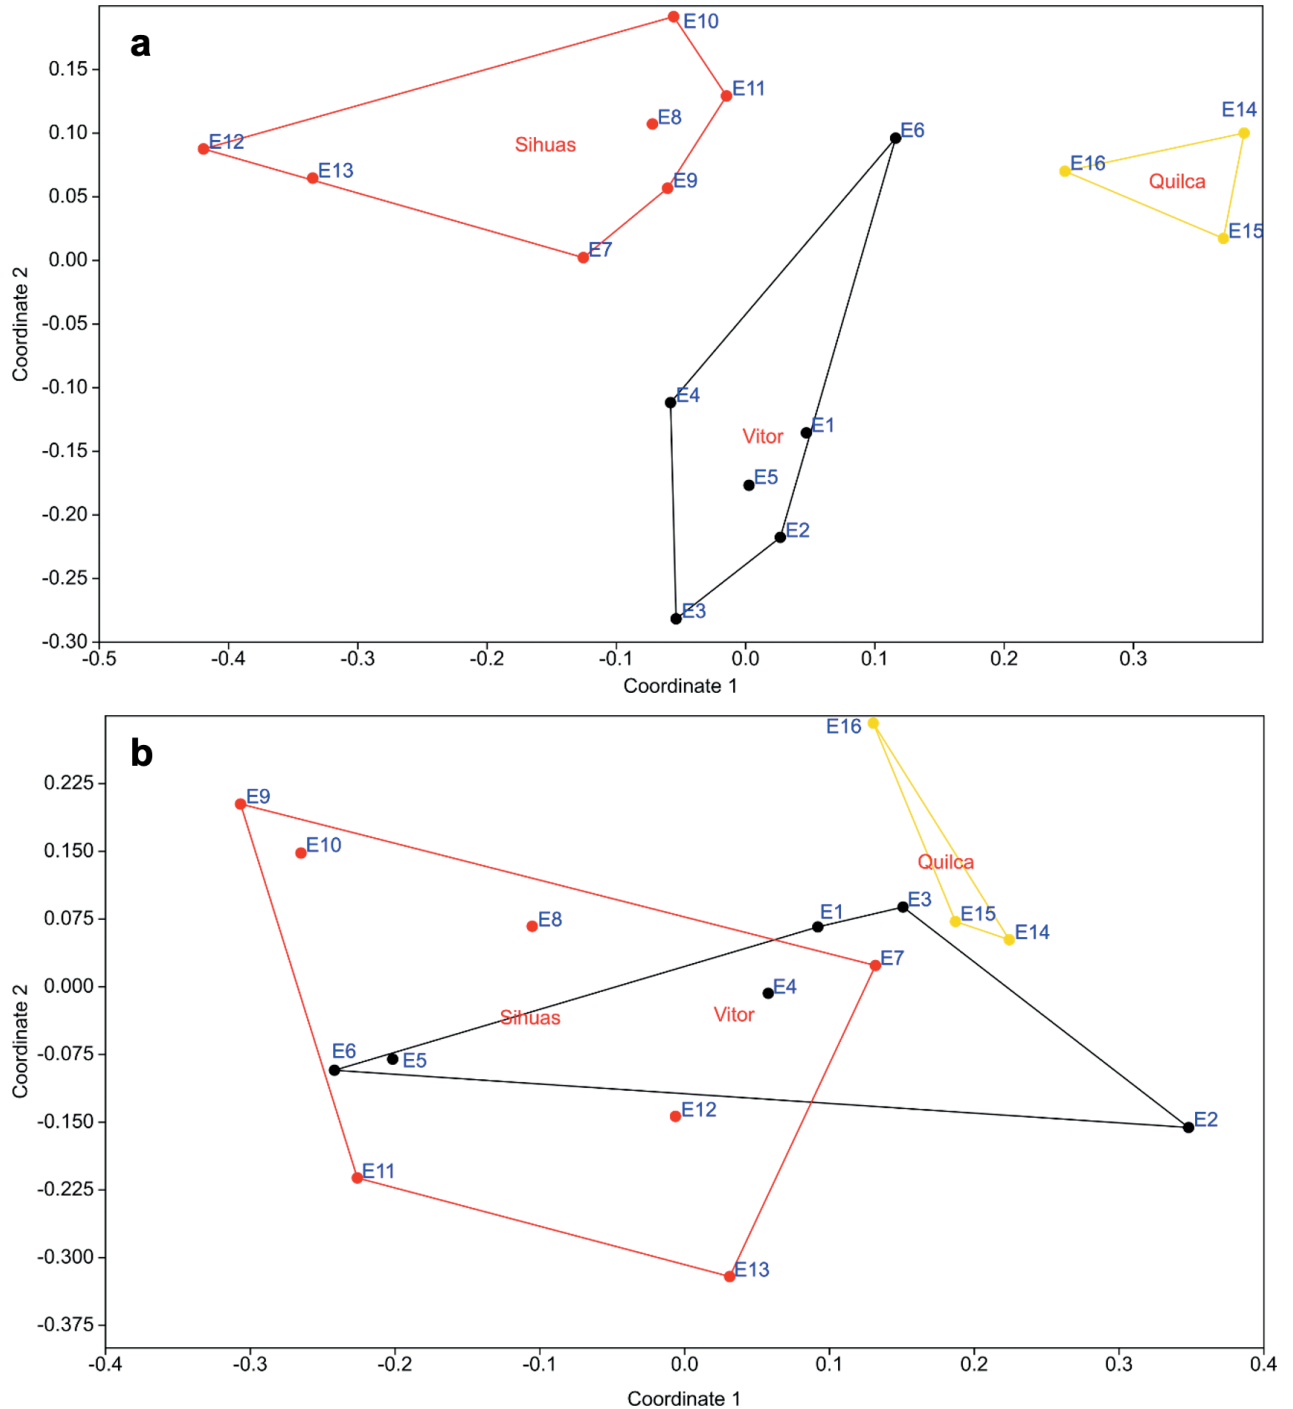 a
E10
0.15
E11
E8
E14
0.10
E12
Sihuas
E6
E16
E13
E9
Quilca
0.05
E15
E7
0.00
-0.05
Coordinate 2
-0.10
E4
E1
Vitor
-0.15
E5
-0.20
E2
-0.25
E3
-0.30
-0.5 -0.4 -0.3 -0.2 -0.1 0.0 0.1 0.2 0.3
Coordinate 1
b
E16
0.225
E9
E10
0.150
Quilca
E8
E1
E3
E15
0.075
E14
E7
0.000
E4
Sihuas
Vitor
Coordinate 2
E6
E5
-0.075
E12
E2
-0.150
E11
-0.225
-0.300
E13
-0.375
-0.4 -0.3 -0.2 -0.1 0.0 0.1 0.2 0.3 0.4
Coordinate 1